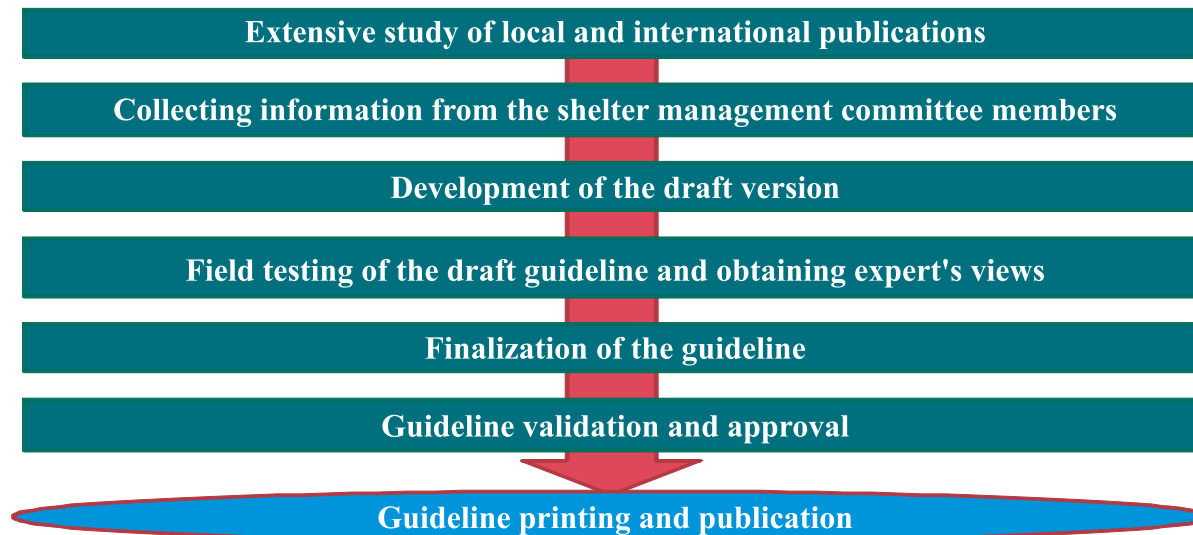 Extensive study of local and international publications
Collecting information from the shelter management committee members
Development of the draft version
Field testing of the draft guideline and obtaining expert's views
Finalization of the guideline
Guideline validation and approval
Guideline printing and publication